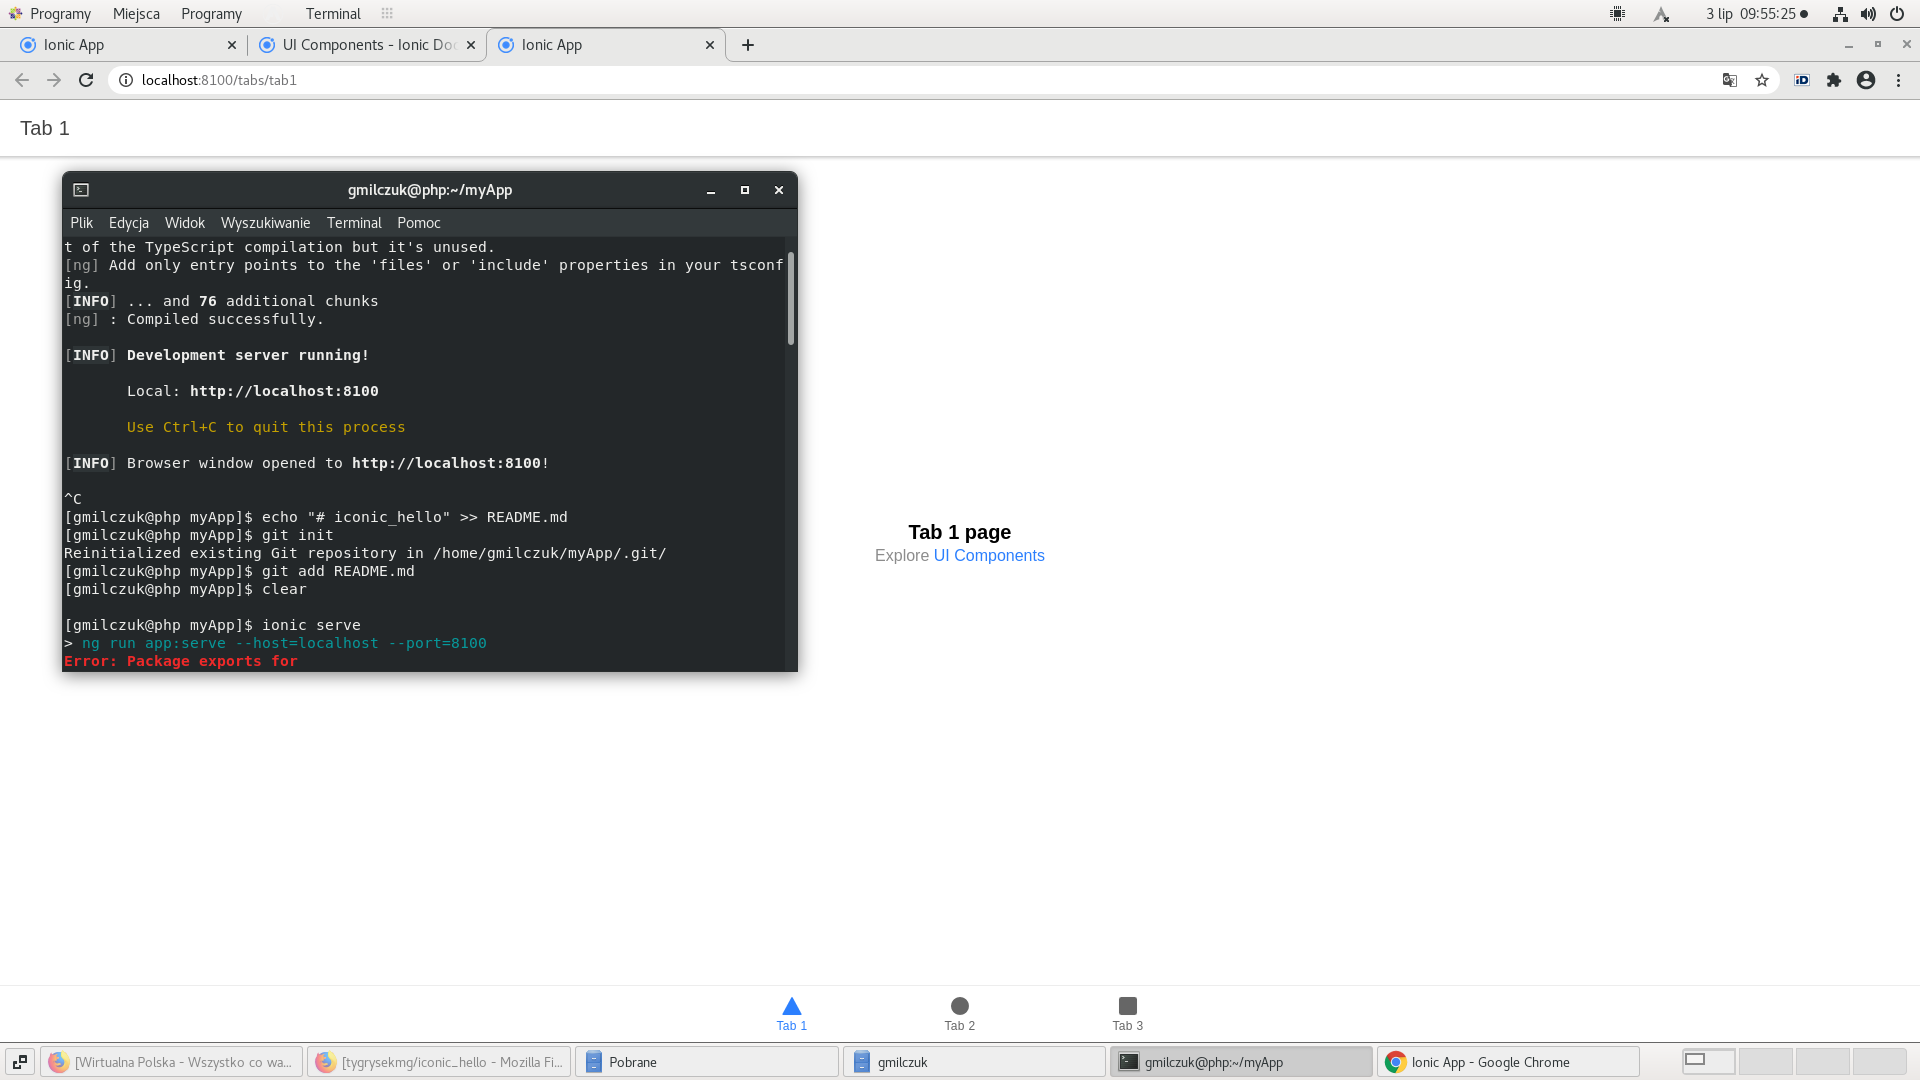 Programy Miejsca Programy Terminal 3 lip 09:55:25
Ionic App UI Components - Ionic Doc Ionic App
localhost:8100/tabs/tab1
Tab 1
gmilczuk@php:~/myApp
Plik Edycja Widok Wyszukiwanie Terminal Pomoc
t of the TypeScript compilation but it's unused.
[ng] Add only entry points to the 'files' or 'include' properties in your tsconf
ig.
[INFO] ... and 76 additional chunks
[ng] : Compiled successfully.
[INFO] Development server running!
Local: http://localhost:8100
Use Ctrl+C to quit this process
[INFO] Browser window opened to http://localhost:8100!
^C
[gmilczuk@php myApp]$ echo "# iconic_hello" >> README.md
[gmilczuk@php myApp]$ git init
Reinitialized existing Git repository in /home/gmilczuk/myApp/.git/
[gmilczuk@php myApp]$ git add README.md
[gmilczuk@php myApp]$ clear
[gmilczuk@php myApp]$ ionic serve
> ng run app:serve --host=localhost --port=8100
Error: Package exports for
Tab 1 page
Explore UI Components
Tab 1 Tab 2 Tab 3
[Wirtualna Polska - Wszystko co wa... [tygrysekmg/iconic_hello - Mozilla Fi... Pobrane gmilczuk gmilczuk@php:~/myApp Ionic App - Google Chrome